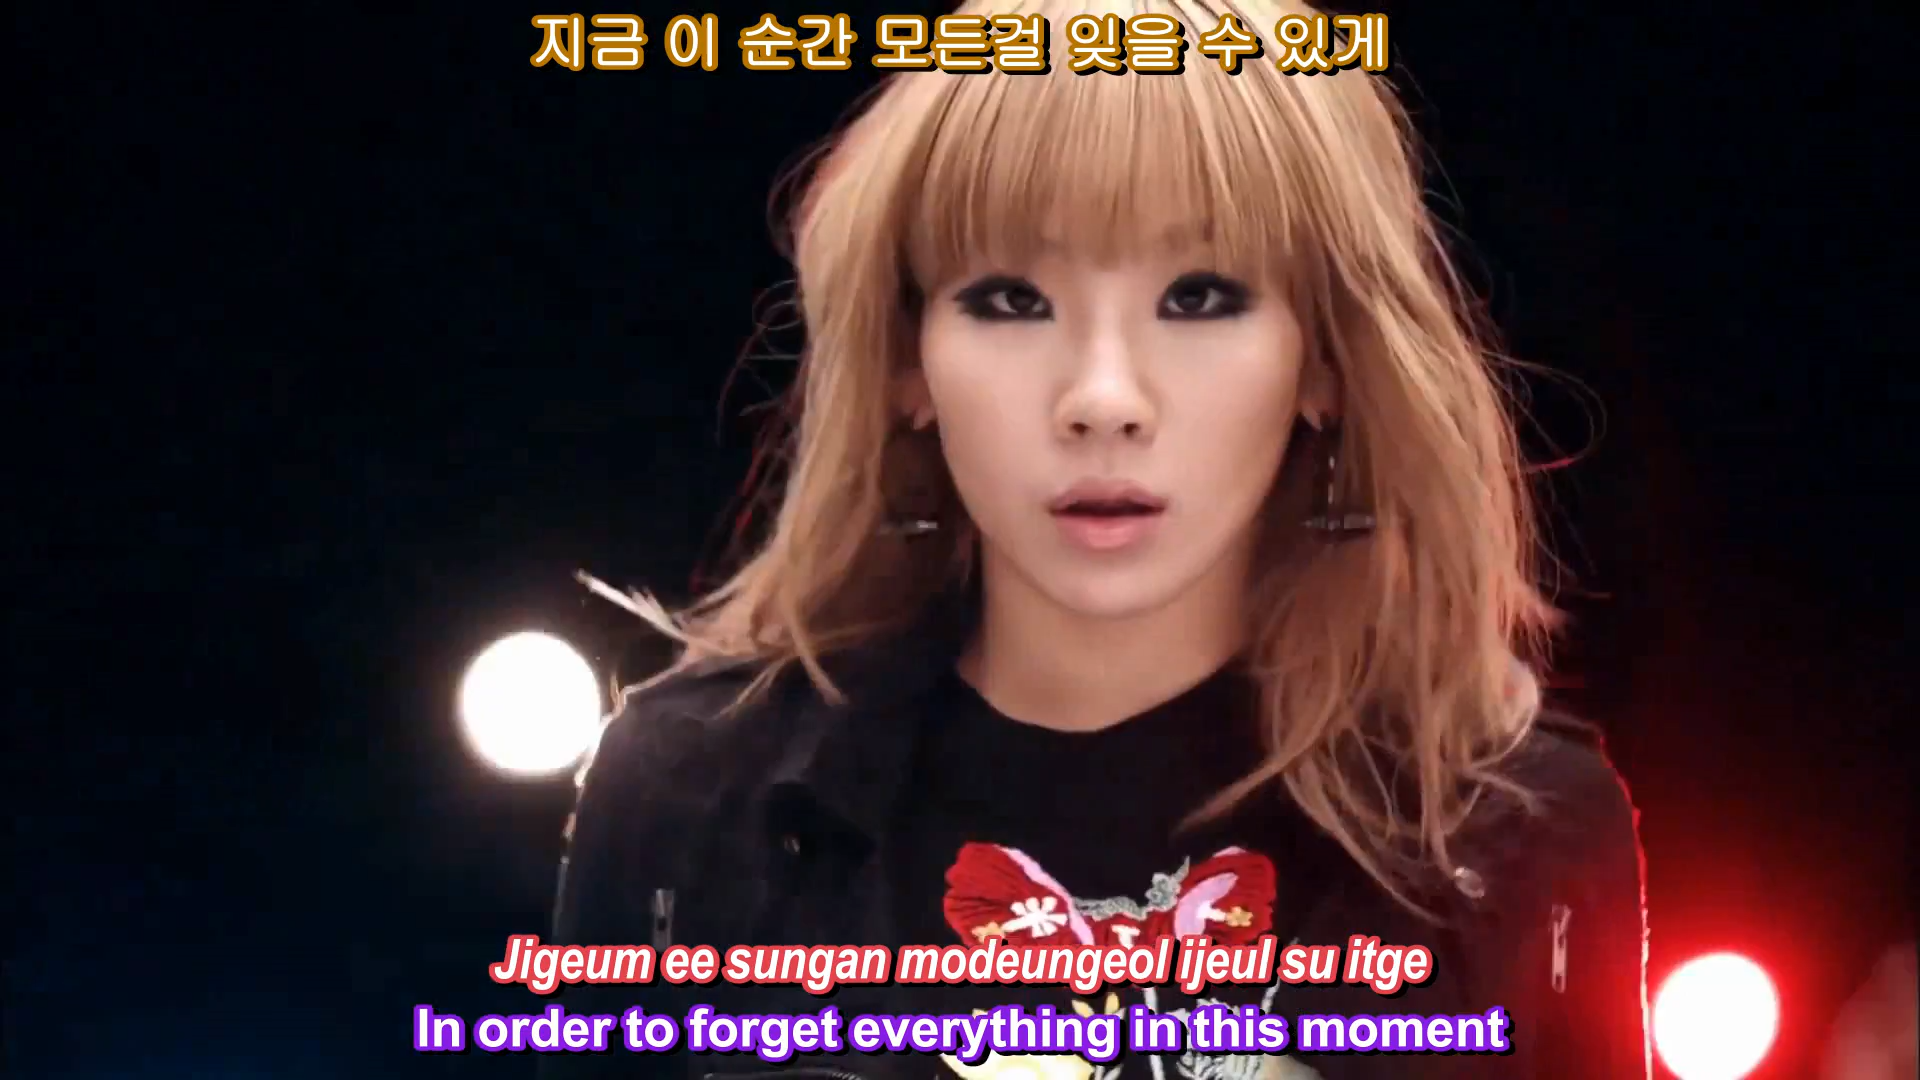 지금 이 순간 모든걸 잊을 수 있게
Jigeum ee sungan modeungeol ijeul su itge
In order to forget everything in this moment